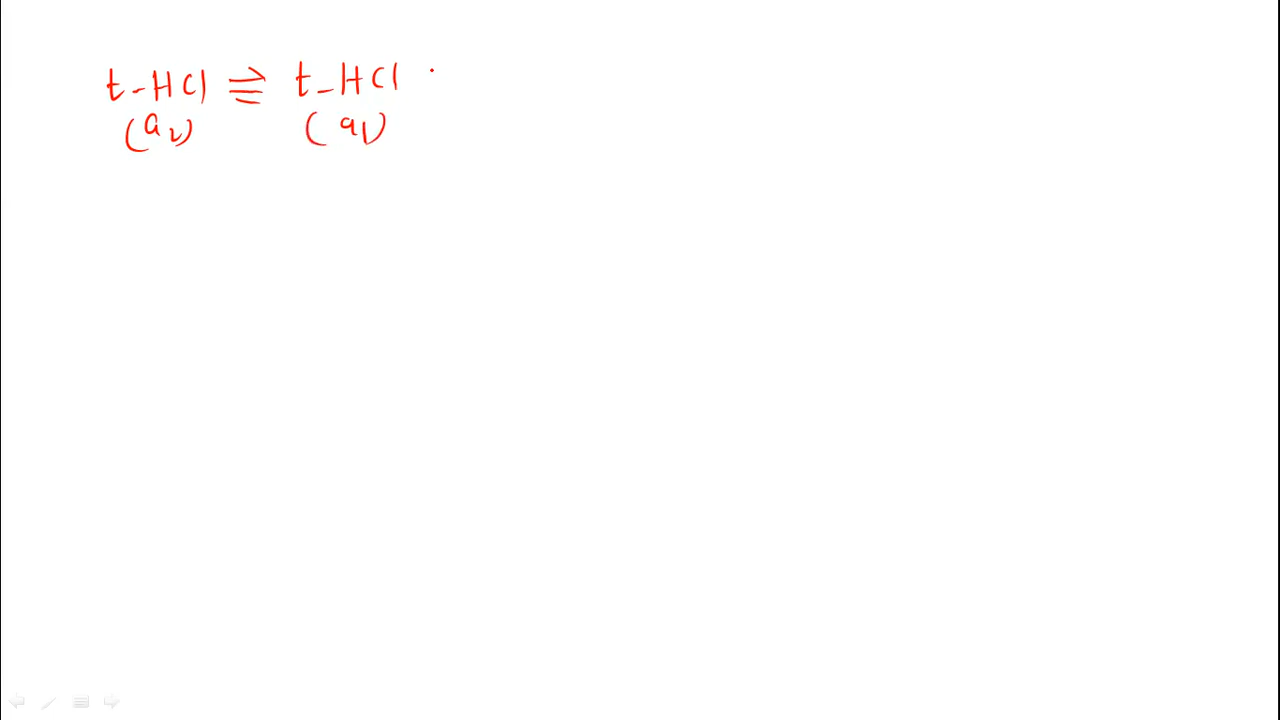 t-HCl ⇌ t-HCl
(a₂) (a₁)